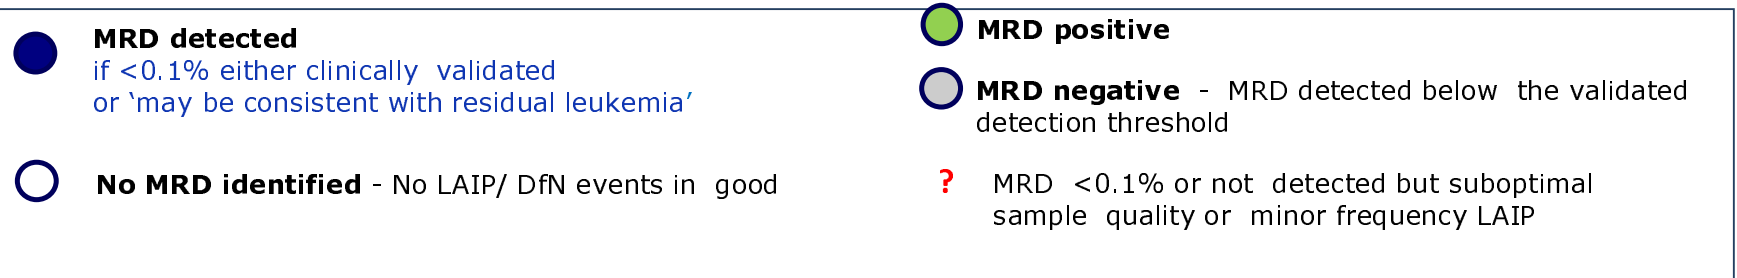 MRD detected
if <0.1% either clinically validated
or ‘may be consistent with residual leukemia’
No MRD identified - No LAIP/ DfN events in good
MRD positive
MRD negative - MRD detected below the validated
detection threshold
? MRD <0.1% or not detected but suboptimal
sample quality or minor frequency LAIP